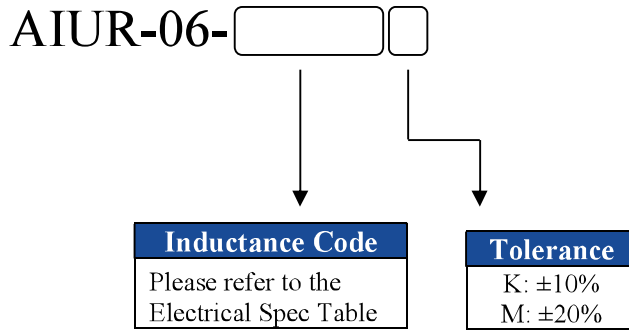 AIUR-06-
Inductance Code
Please refer to the
Electrical Spec Table
Tolerance
K: ±10%
M: ±20%